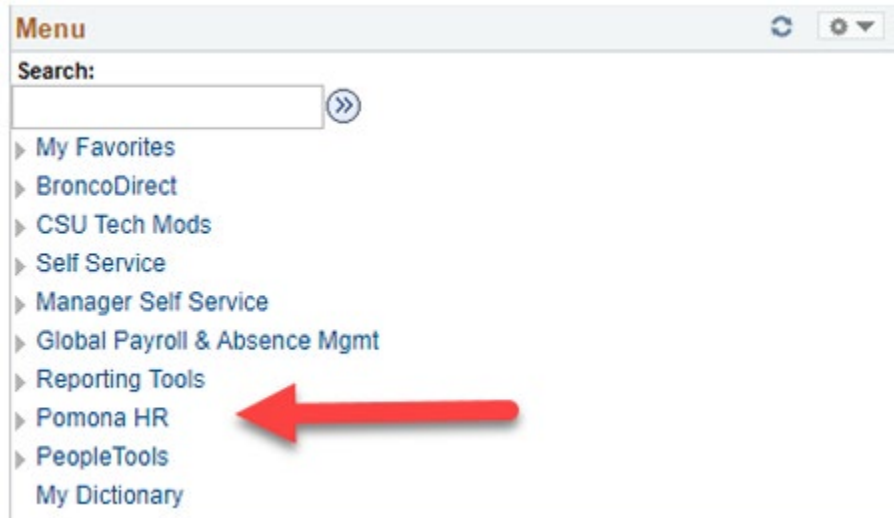 Menu
Search:
My Favorites
BroncoDirect
CSU Tech Mods
Self Service
Manager Self Service
Global Payroll & Absence Mgmt
Reporting Tools
Pomona HR
PeopleTools
My Dictionary